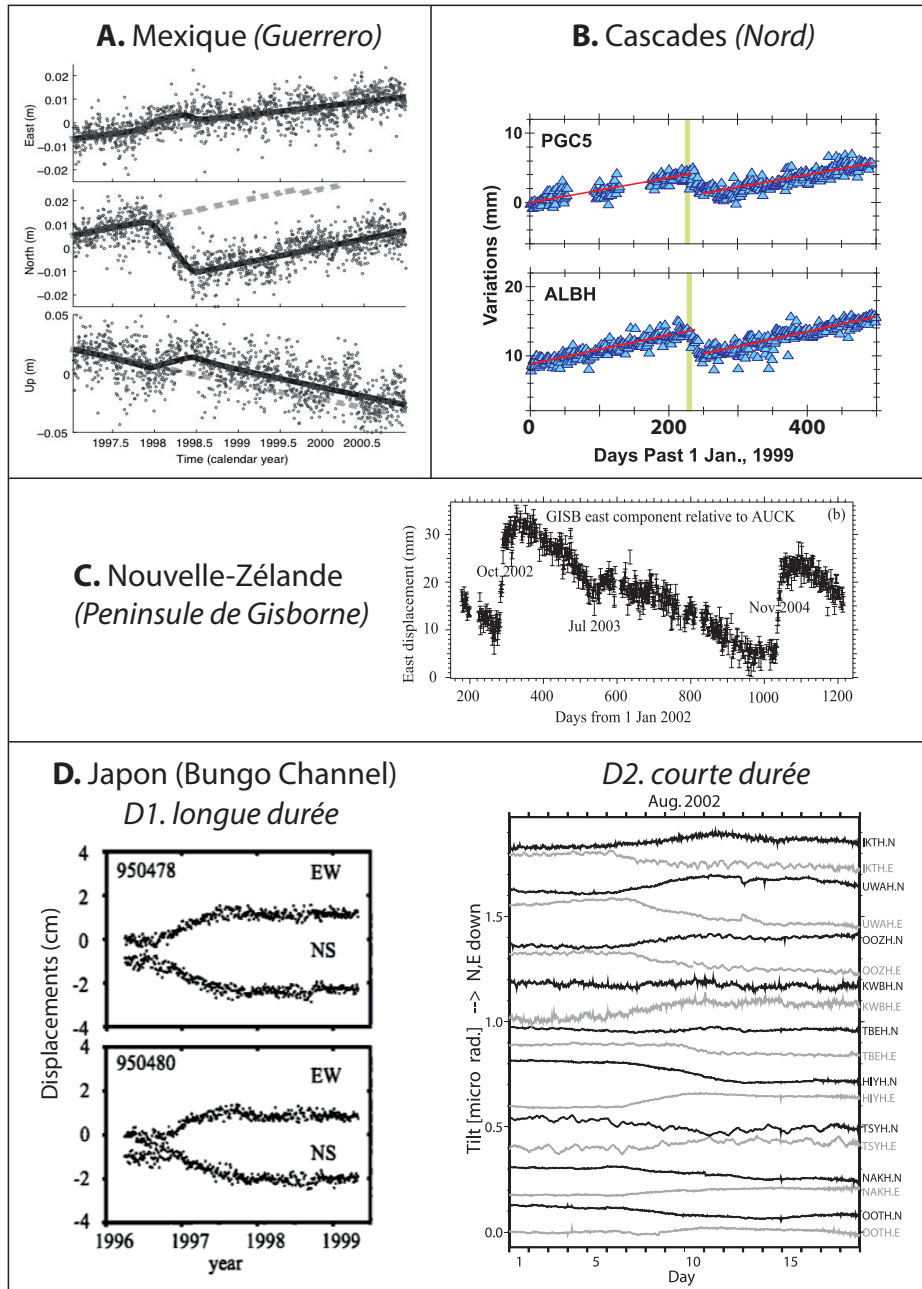 A. Mexique (Guerrero)
0.02
0.01
0
−0.01
−0.02
East (m)
0.02
0.01
0
−0.01
−0.02
North (m)
0.05
0
−0.05
Up (m)
1997.5 1998 1998.5 1999 1999.5 2000 2000.5
Time (calendar year)
B. Cascades (Nord)
10
0
PGC5
Variations (mm)
20
10
ALBH
0 200 400
Days Past 1 Jan., 1999
C. Nouvelle-Zélande
(Peninsule de Gisborne)
GISB east component relative to AUCK (b)
30
20
10
0
East displacement (mm)
Oct 2002
Jul 2003
Nov 2004
200 400 600 800 1000 1200
Days from 1 Jan 2002
D. Japon (Bungo Channel)
D1. longue durée
Displacements (cm)
4
2
0
-2
-4
950478 EW
NS
4
2
0
-2
-4
950480 EW
NS
1996 1997 1998 1999
year
D2. courte durée
Aug. 2002
Tilt [micro rad.] --> N,E down
1.5
1.0
0.5
0.0
IKTH.N
IKTH.E
UWAH.N
UWAH.E
OOZH.N
OOZH.E
KWBH.N
KWBH.E
TBEH.N
TBEH.E
HIYH.N
HIYH.E
TSYH.N
TSYH.E
NAKH.N
NAKH.E
OOTH.N
OOTH.E
1 5 10 15
Day